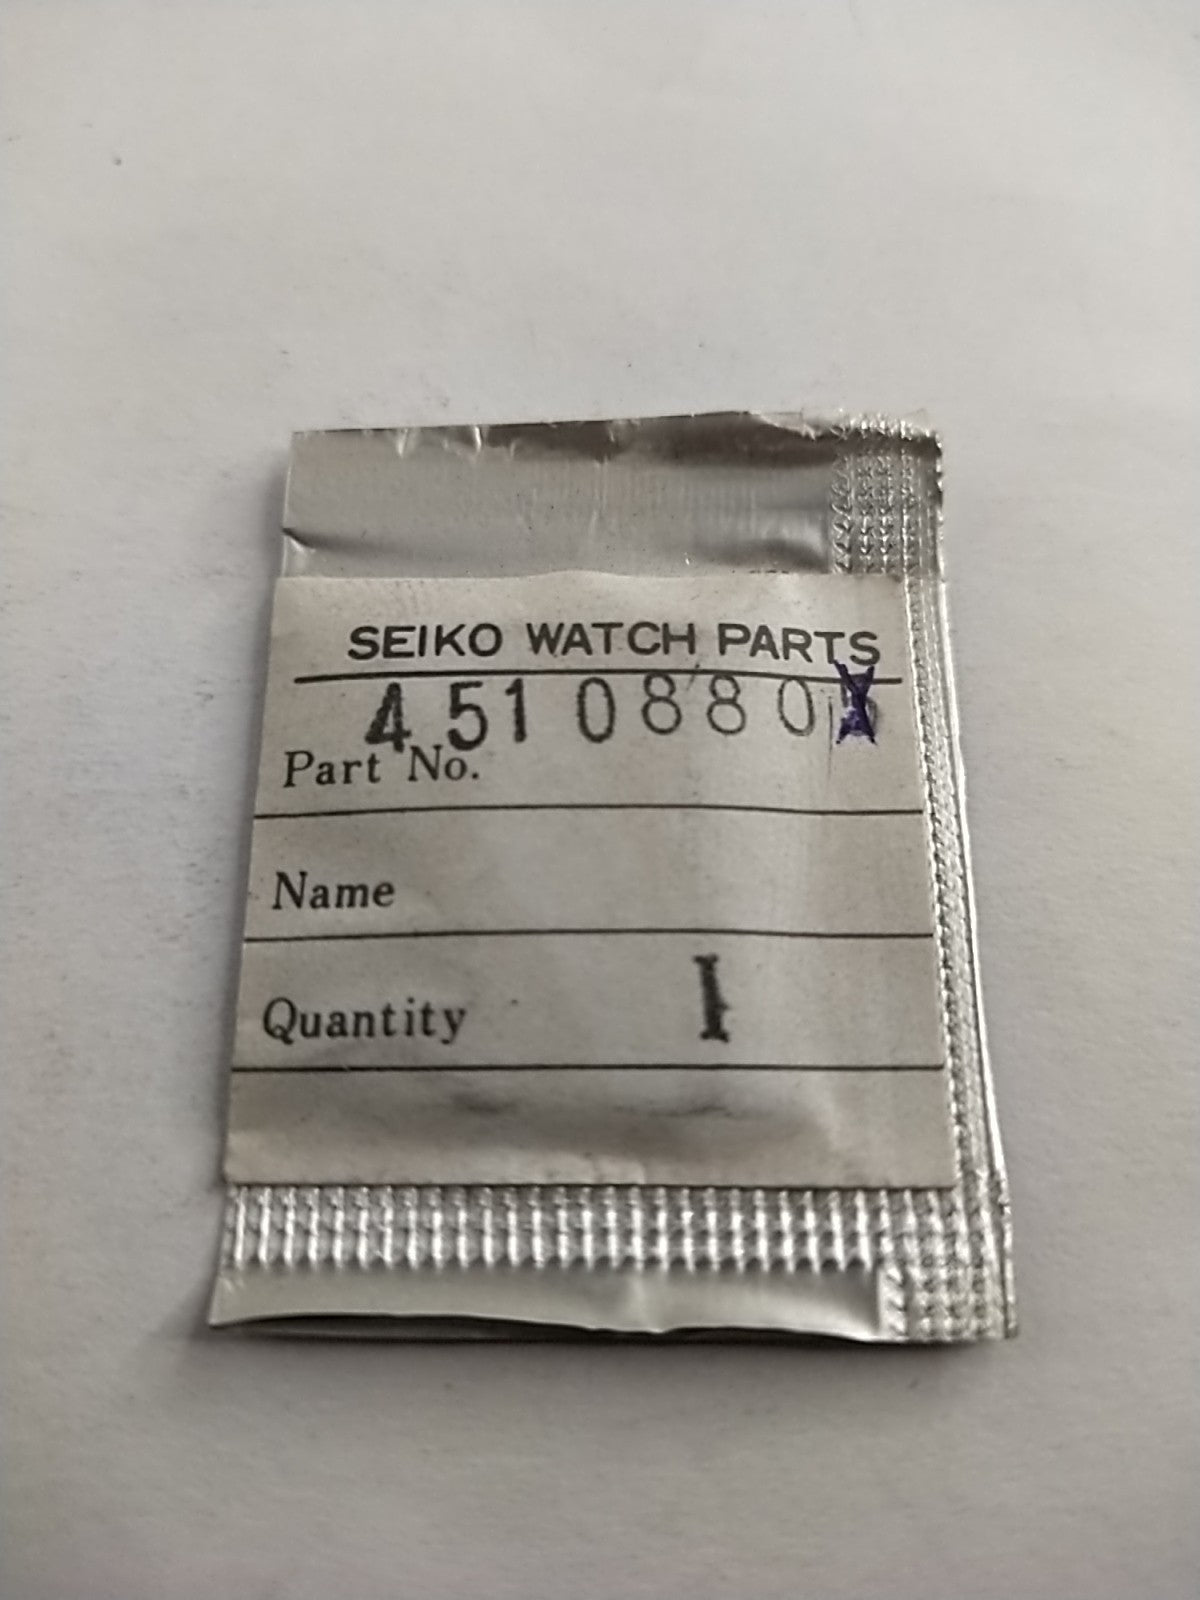 SEIKO WATCH PARTS
4510880
Part No.
Name
Quantity 1